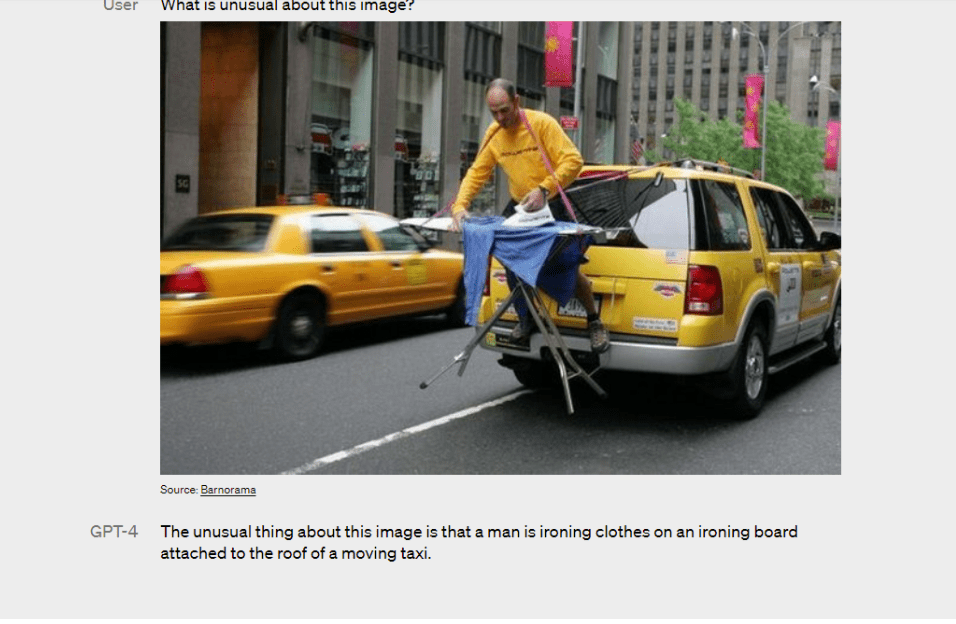 User What is unusual about this image?
SG
Source: Barnorama
GPT-4 The unusual thing about this image is that a man is ironing clothes on an ironing board
attached to the roof of a moving taxi.